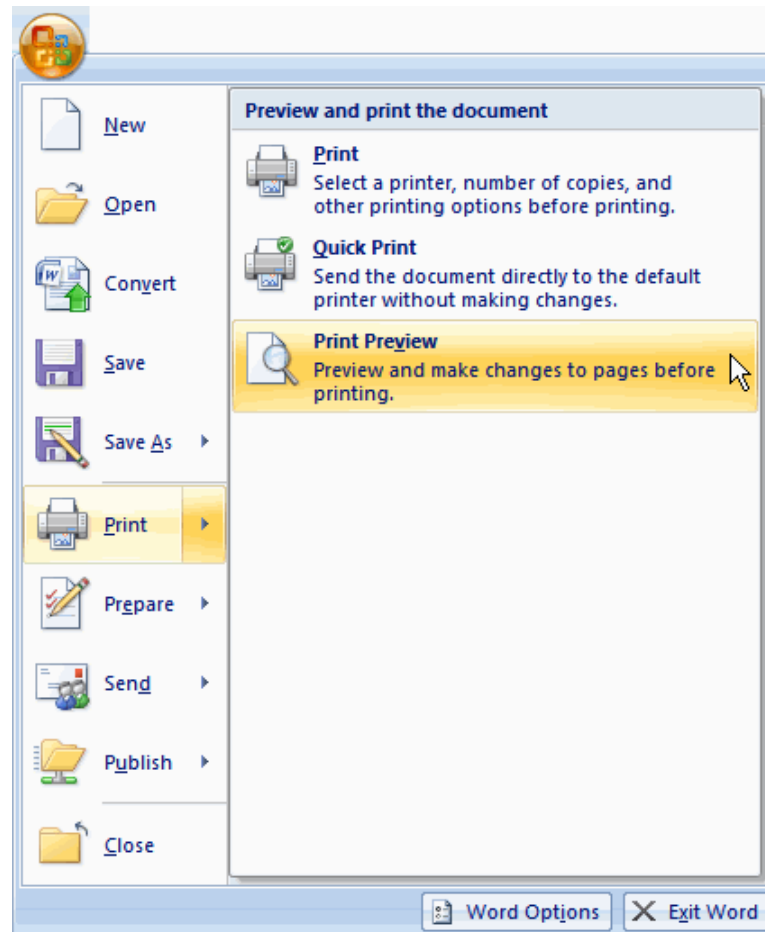 New
Open
Convert
Save
Save As
Print
Prepare
Send
Publish
Close
Preview and print the document
Print
Select a printer, number of copies, and
other printing options before printing.
Quick Print
Send the document directly to the default
printer without making changes.
Print Preview
Preview and make changes to pages before
printing.
Word Options
Exit Word